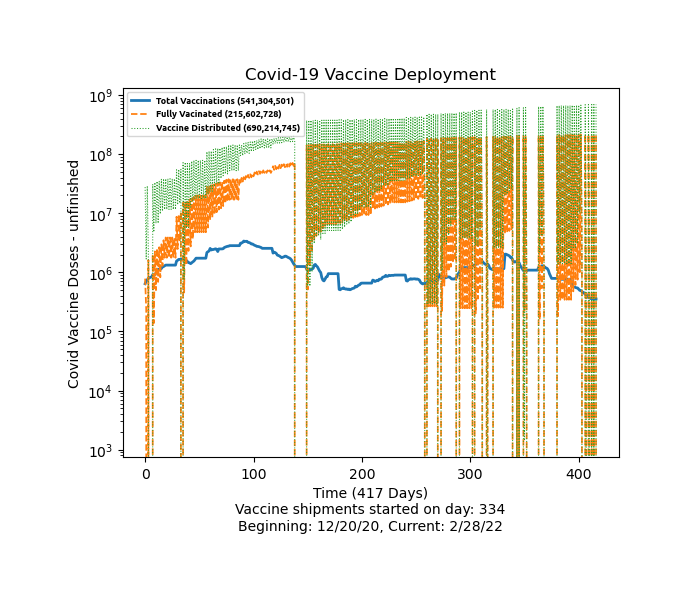 Covid-19 Vaccine Deployment
Total Vaccinations (541,304,501)
Fully Vacinated (215,602,728)
Vaccine Distributed (690,214,745)
Covid Vaccine Doses - unfinished
10⁹
10⁸
10⁷
10⁶
10⁵
10⁴
10³
0 100 200 300 400
Time (417 Days)
Vaccine shipments started on day: 334
Beginning: 12/20/20, Current: 2/28/22